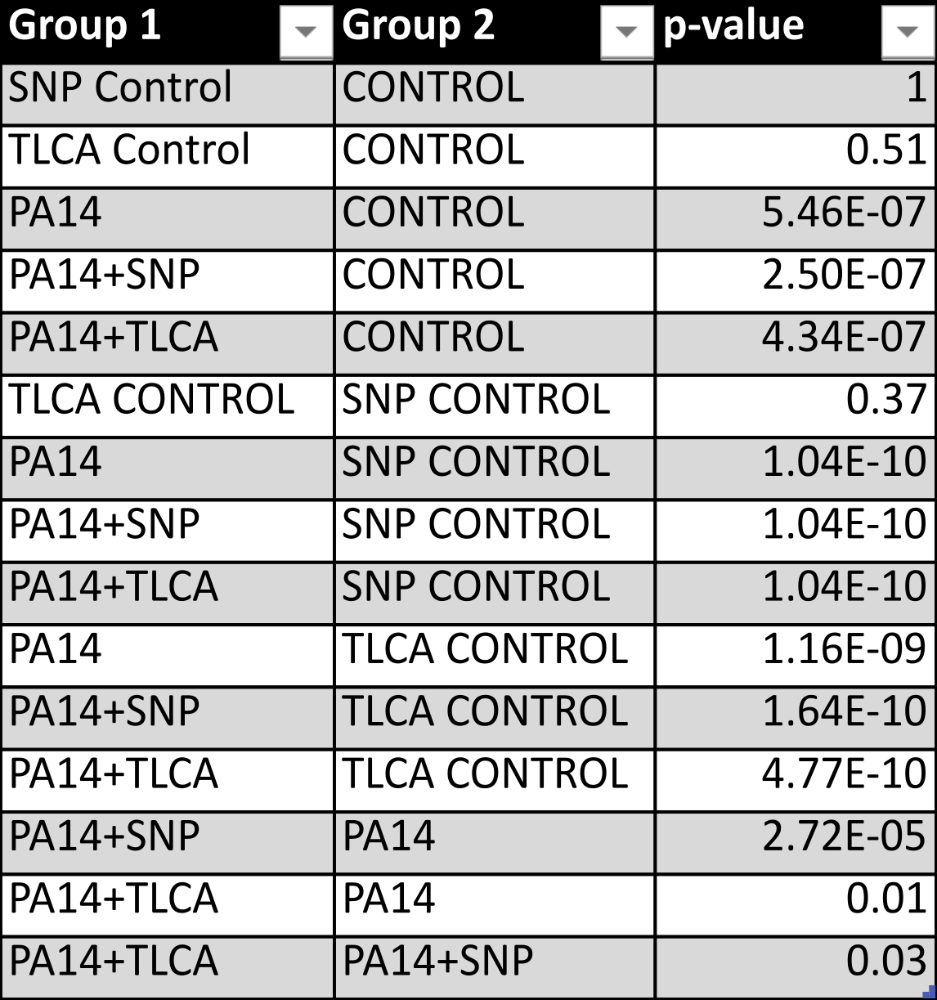 Group 1 Group 2 p-value
SNP Control CONTROL 1
TLCA Control CONTROL 0.51
PA14 CONTROL 5.46E-07
PA14+SNP CONTROL 2.50E-07
PA14+TLCA CONTROL 4.34E-07
TLCA CONTROL SNP CONTROL 0.37
PA14 SNP CONTROL 1.04E-10
PA14+SNP SNP CONTROL 1.04E-10
PA14+TLCA SNP CONTROL 1.04E-10
PA14 TLCA CONTROL 1.16E-09
PA14+SNP TLCA CONTROL 1.64E-10
PA14+TLCA TLCA CONTROL 4.77E-10
PA14+SNP PA14 2.72E-05
PA14+TLCA PA14 0.01
PA14+TLCA PA14+SNP 0.03